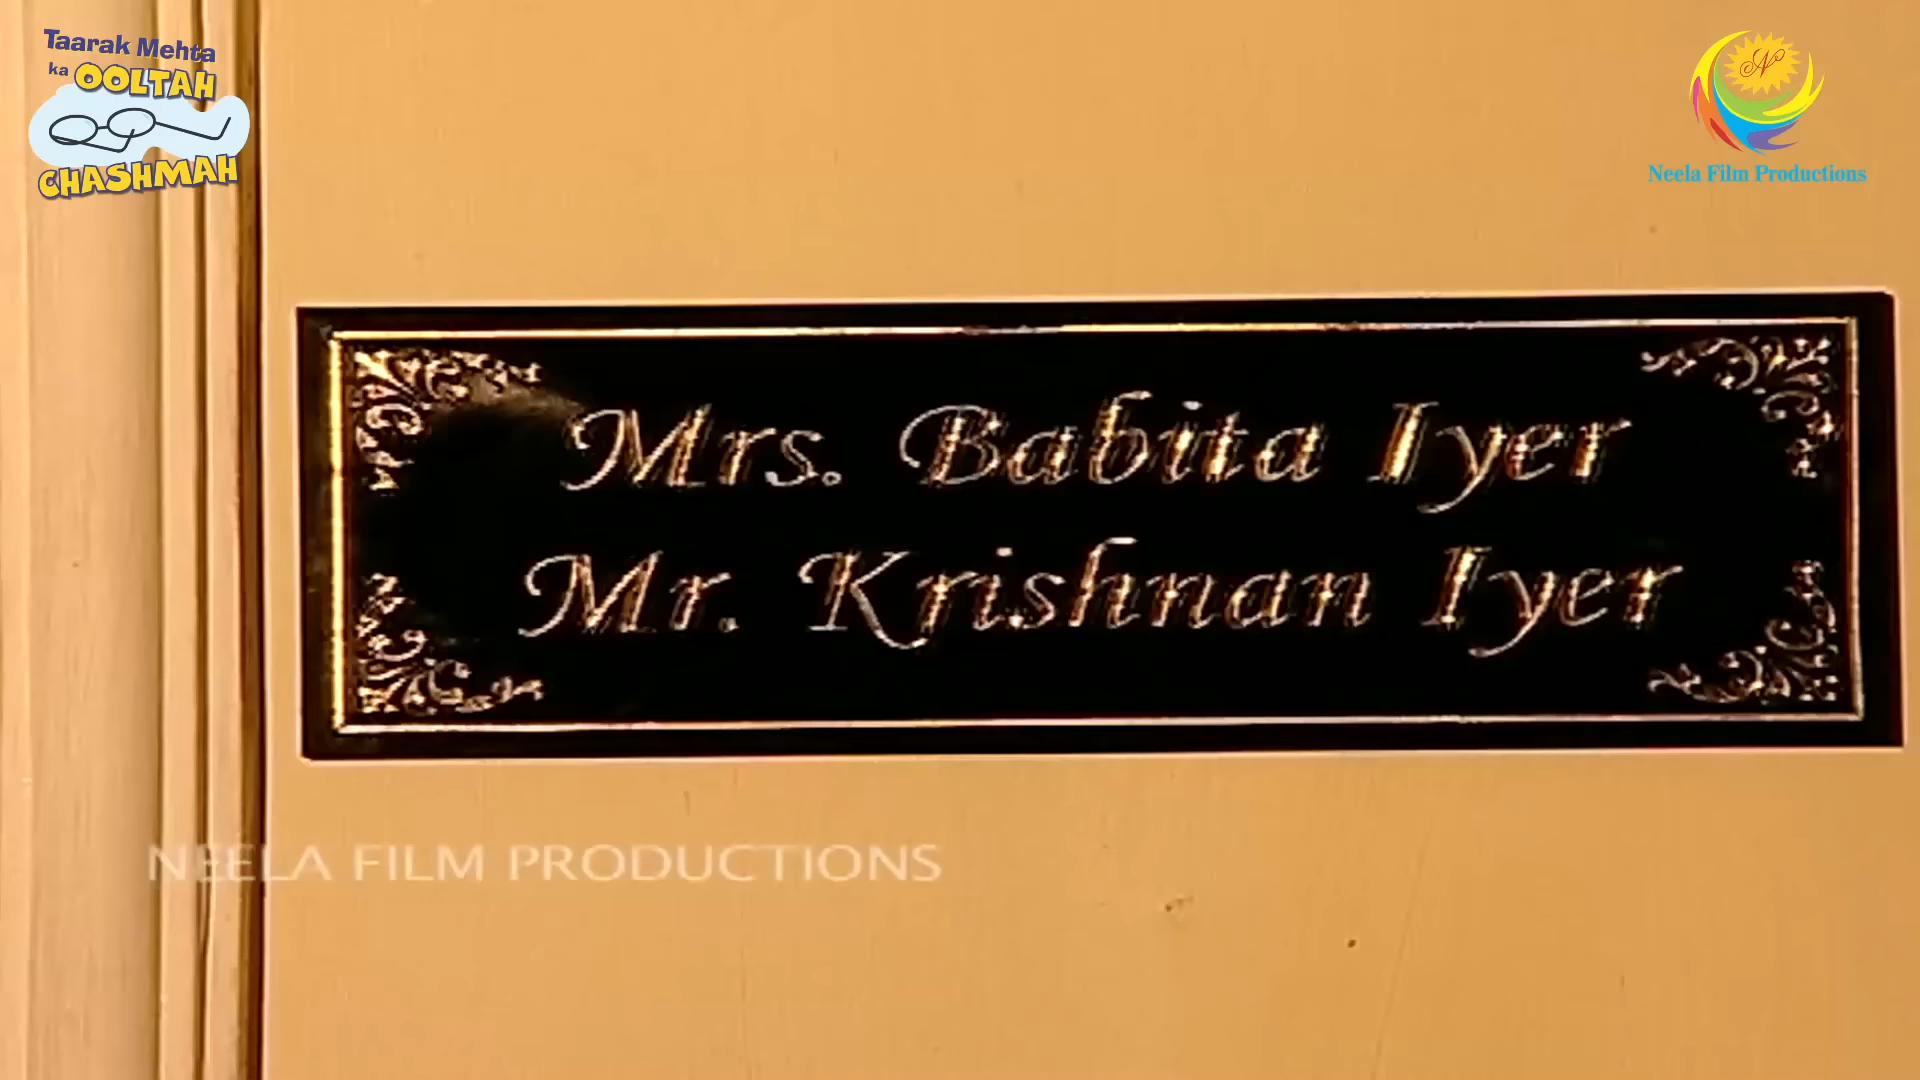 Taarak Mehta
ka OOLTAH
CHASHMAH
Neela Film Productions
Mrs. Babita Iyer
Mr. Krishnan Iyer
NEELA FILM PRODUCTIONS